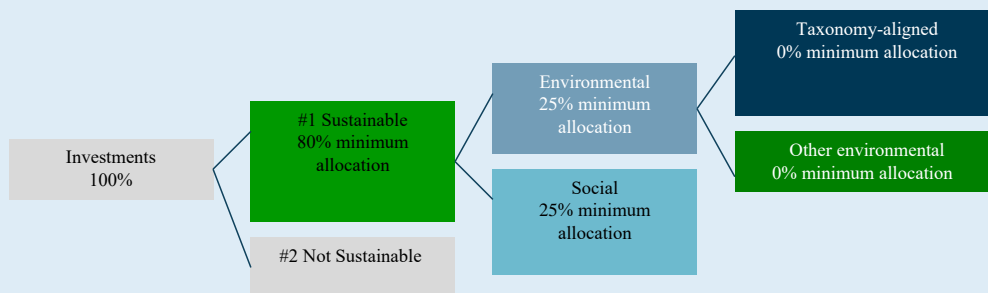 Investments
100%
#1 Sustainable
80% minimum
allocation
#2 Not Sustainable
Environmental
25% minimum
allocation
Social
25% minimum
allocation
Taxonomy-aligned
0% minimum allocation
Other environmental
0% minimum allocation